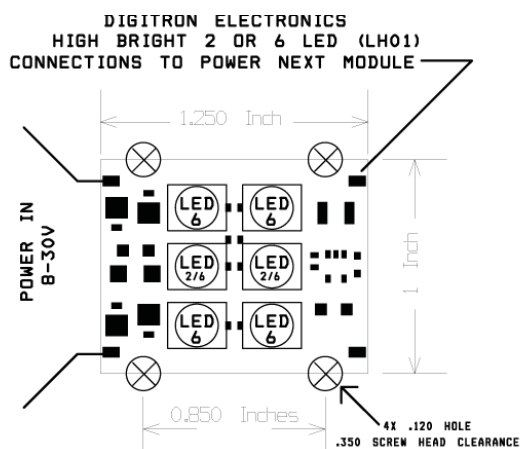 DIGITRON ELECTRONICS
HIGH BRIGHT 2 OR 6 LED (LH01)
CONNECTIONS TO POWER NEXT MODULE
1.250 Inch
POWER IN
8-30V
LED
6
LED
6
LED
2/6
LED
2/6
LED
6
LED
6
1 Inch
0.850 Inches
4X .120 HOLE
.350 SCREW HEAD CLEARANCE